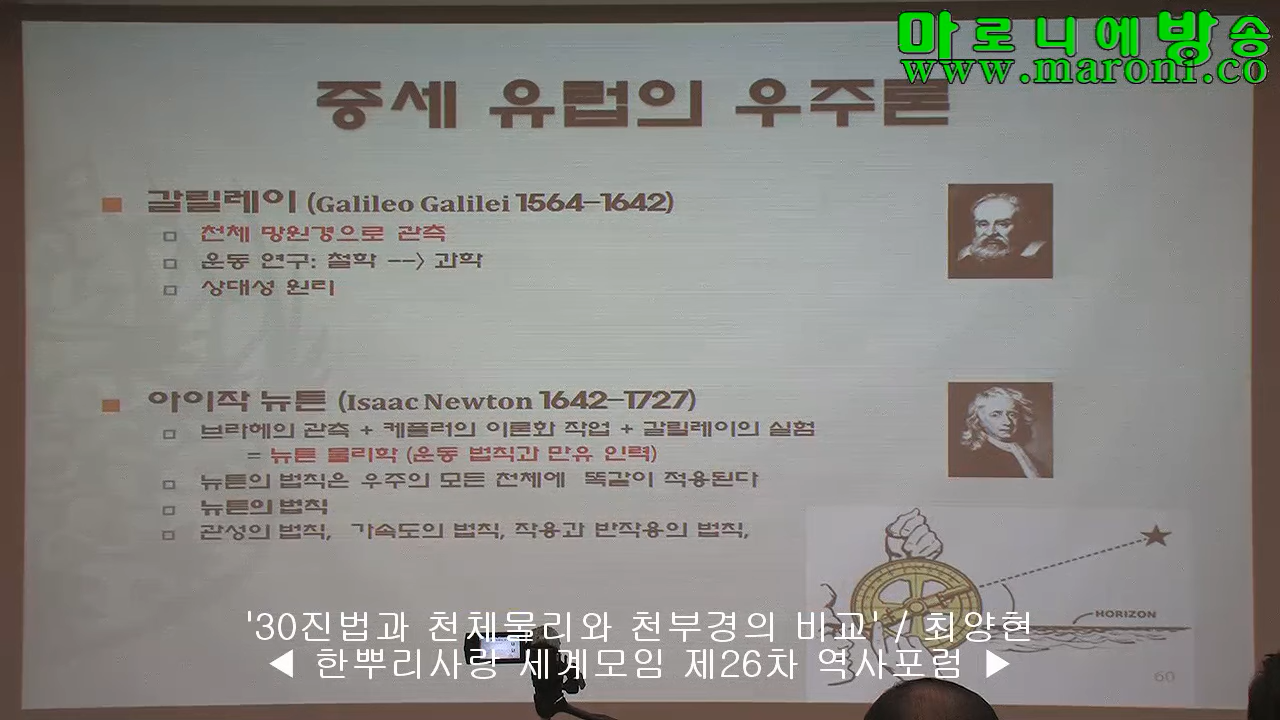 마로니에방송
www.maroni.co
중세 유럽의 우주론
갈릴레이 (Galileo Galilei 1564-1642)
천체 망원경으로 관측
운동 연구: 철학 --> 과학
상대성 원리
아이작 뉴튼 (Isaac Newton 1642-1727)
브라헤의 관측 + 케플러의 이론화 작업 + 갈릴레이의 실험
= 뉴튼 물리학 (운동 법칙과 만유 인력)
뉴튼의 법칙은 우주의 모든 천체에 똑같이 적용된다
뉴튼의 법칙
관성의 법칙, 가속도의 법칙, 작용과 반작용의 법칙,
HORIZON
'30진법과 천체물리와 천부경의 비교' / 최양현
◀ 한뿌리사랑 세계모임 제26차 역사포럼 ▶
60